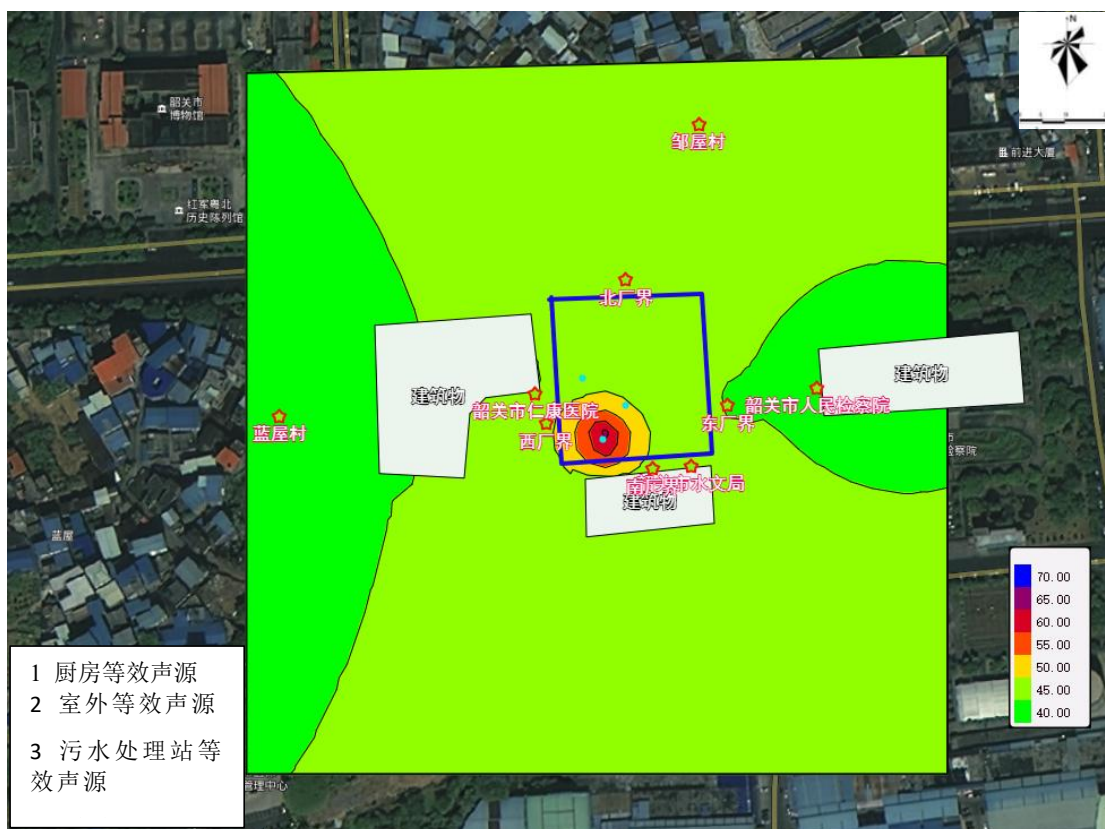 N
韶关市
博物馆
邹屋村
前进大厦
红军粤北
历史陈列馆
北厂界
建筑物
建筑物
韶关市仁康医院
韶关市人民检察院
蓝屋村
西厂界
东厂界
市水文局
建筑物
蓝屋
70.00
65.00
60.00
55.00
50.00
45.00
40.00
1 厨房等效声源
2 室外等效声源
3 污水处理站等
效声源
管理中心